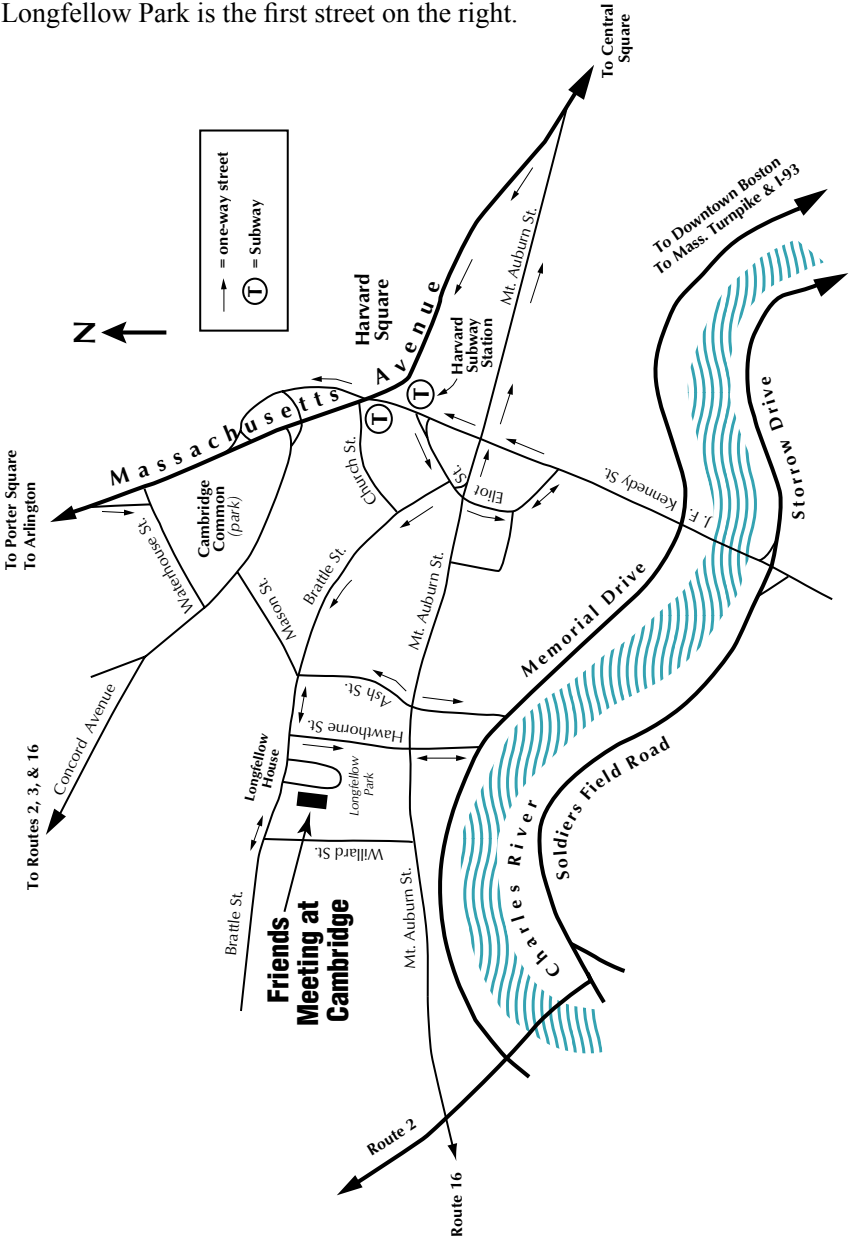 Longfellow Park is the first street on the right.
To Central
Square
= one-way street
T = Subway
N
To Downtown Boston
To Mass. Turnpike & I-93
Harvard
Square
Massachusetts Avenue
Mt. Auburn St.
Harvard
Subway
Station
T
T
To Porter Square
To Arlington
Cambridge
Common
(park)
Waterhouse St.
Church St.
Eliot St.
J. F. Kennedy St.
Storrow Drive
Mason St.
Brattle St.
Mt. Auburn St.
Memorial Drive
Ash St.
Hawthorne St.
To Routes 2, 3, & 16
Concord Avenue
Longfellow
House
Longfellow
Park
Willard St.
Soldiers Field Road
Charles River
Brattle St.
Friends
Meeting at
Cambridge
Mt. Auburn St.
Route 2
Route 16